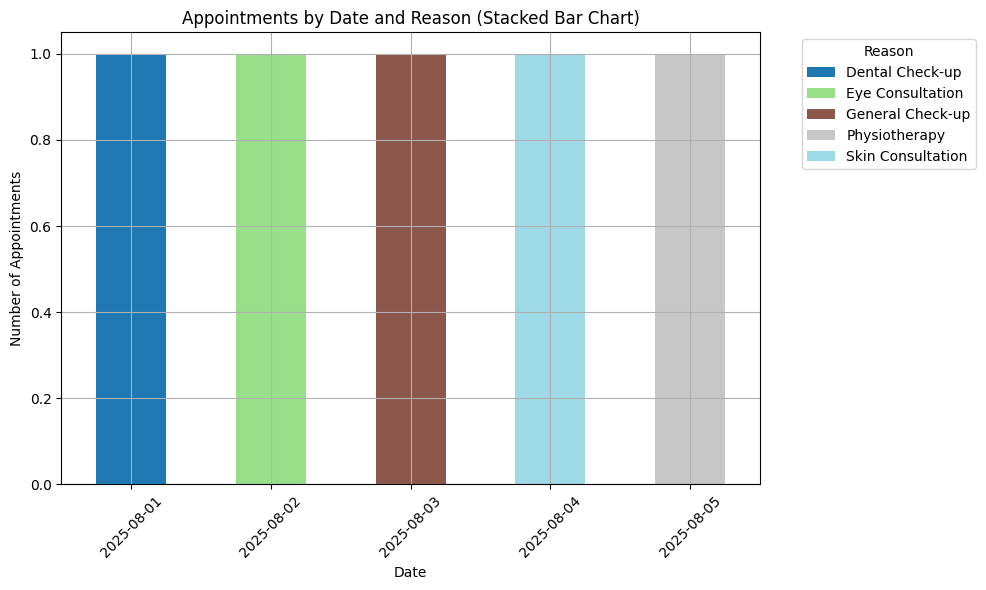 Appointments by Date and Reason (Stacked Bar Chart)
Number of Appointments
1.0
0.8
0.6
0.4
0.2
0.0
2025-08-01
2025-08-02
2025-08-03
2025-08-04
2025-08-05
Date
Reason
Dental Check-up
Eye Consultation
General Check-up
Physiotherapy
Skin Consultation